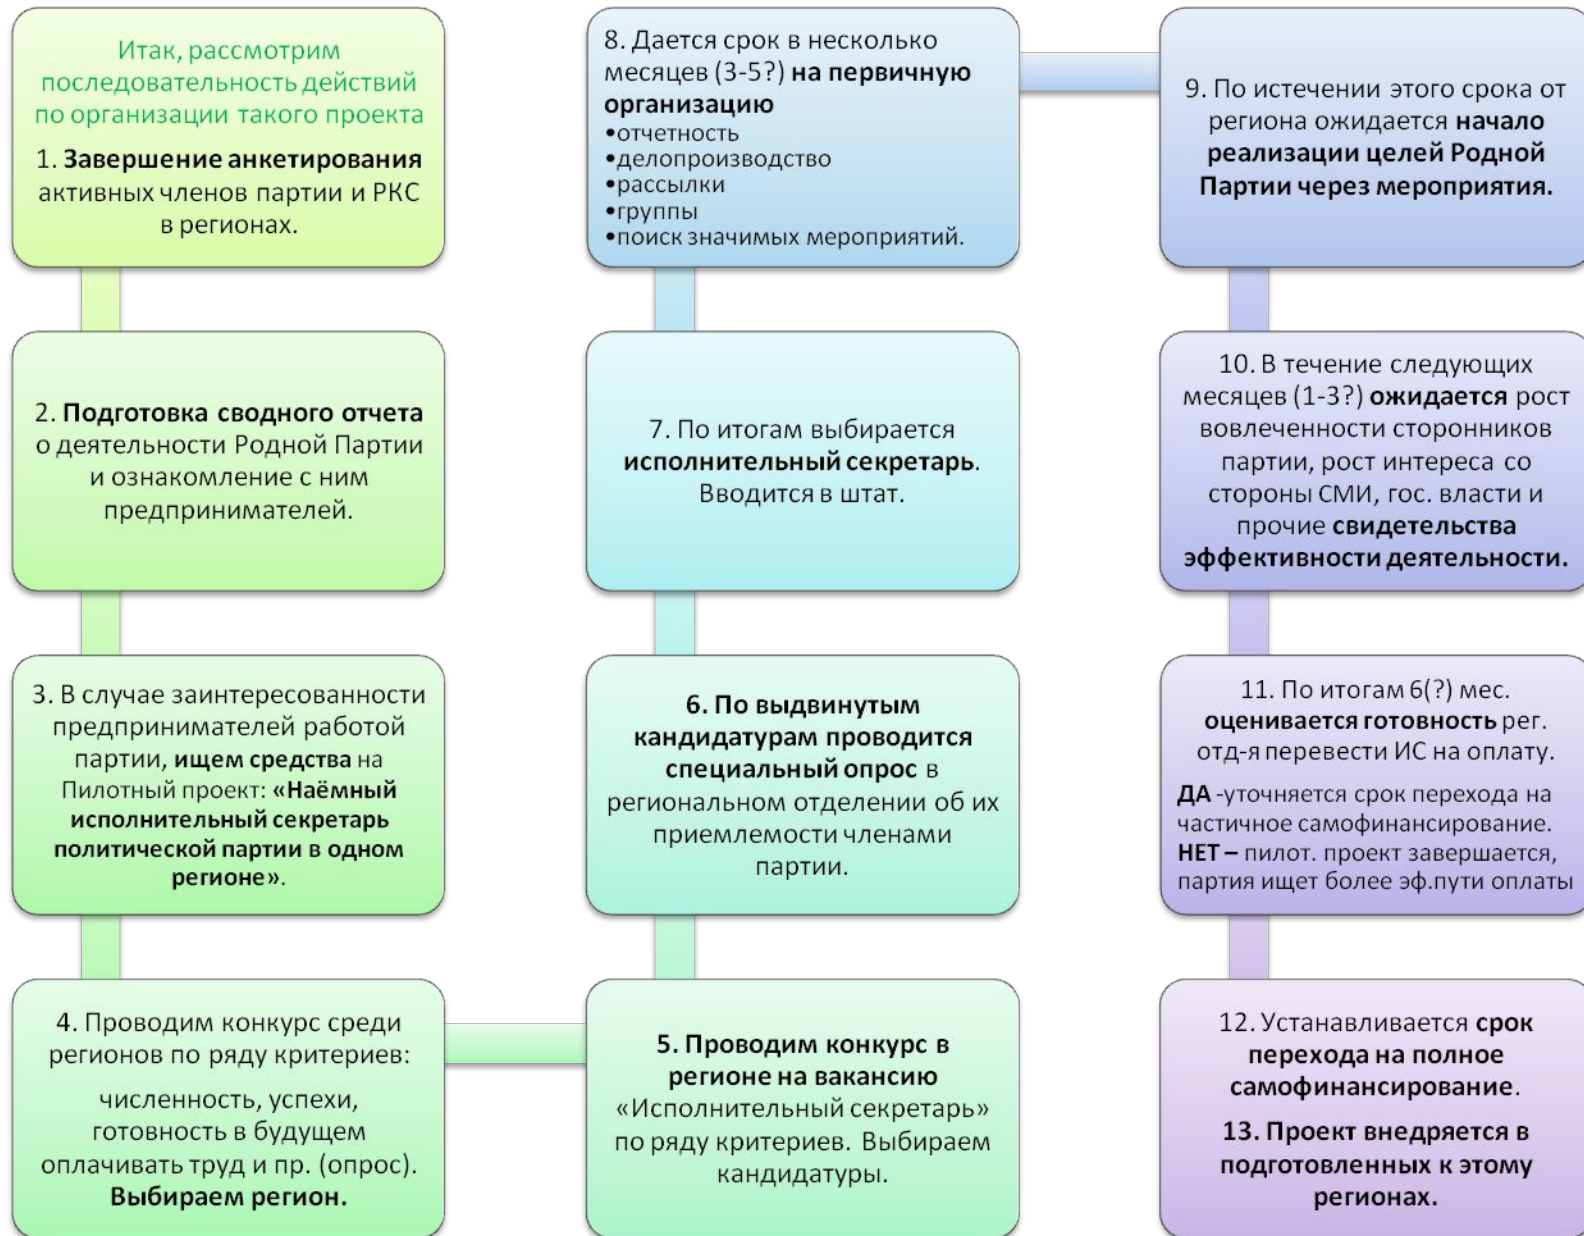 Итак, рассмотрим
последовательность действий
по организации такого проекта
1. Завершение анкетирования
активных членов партии и РКС
в регионах.
2. Подготовка сводного отчета
о деятельности Родной Партии
и ознакомление с ним
предпринимателей.
3. В случае заинтересованности
предпринимателей работой
партии, ищем средства на
Пилотный проект: «Наёмный
исполнительный секретарь
политической партии в одном
регионе».
4. Проводим конкурс среди
регионов по ряду критериев:
численность, успехи,
готовность в будущем
оплачивать труд и пр. (опрос).
Выбираем регион.
5. Проводим конкурс в
регионе на вакансию
«Исполнительный секретарь»
по ряду критериев. Выбираем
кандидатуры.
6. По выдвинутым
кандидатурам проводится
специальный опрос в
региональном отделении об их
приемлемости членами
партии.
7. По итогам выбирается
исполнительный секретарь.
Вводится в штат.
8. Дается срок в несколько
месяцев (3-5?) на первичную
организацию
•отчетность
•делопроизводство
•рассылки
•группы
•поиск значимых мероприятий.
9. По истечении этого срока от
региона ожидается начало
реализации целей Родной
Партии через мероприятия.
10. В течение следующих
месяцев (1-3?) ожидается рост
вовлеченности сторонников
партии, рост интереса со
стороны СМИ, гос. власти и
прочие свидетельства
эффективности деятельности.
11. По итогам 6(?) мес.
оценивается готовность рег.
отд-я перевести ИС на оплату.
ДА -уточняется срок перехода на
частичное самофинансирование.
НЕТ – пилот. проект завершается,
партия ищет более эф.пути оплаты
12. Устанавливается срок
перехода на полное
самофинансирование.
13. Проект внедряется в
подготовленных к этому
регионах.